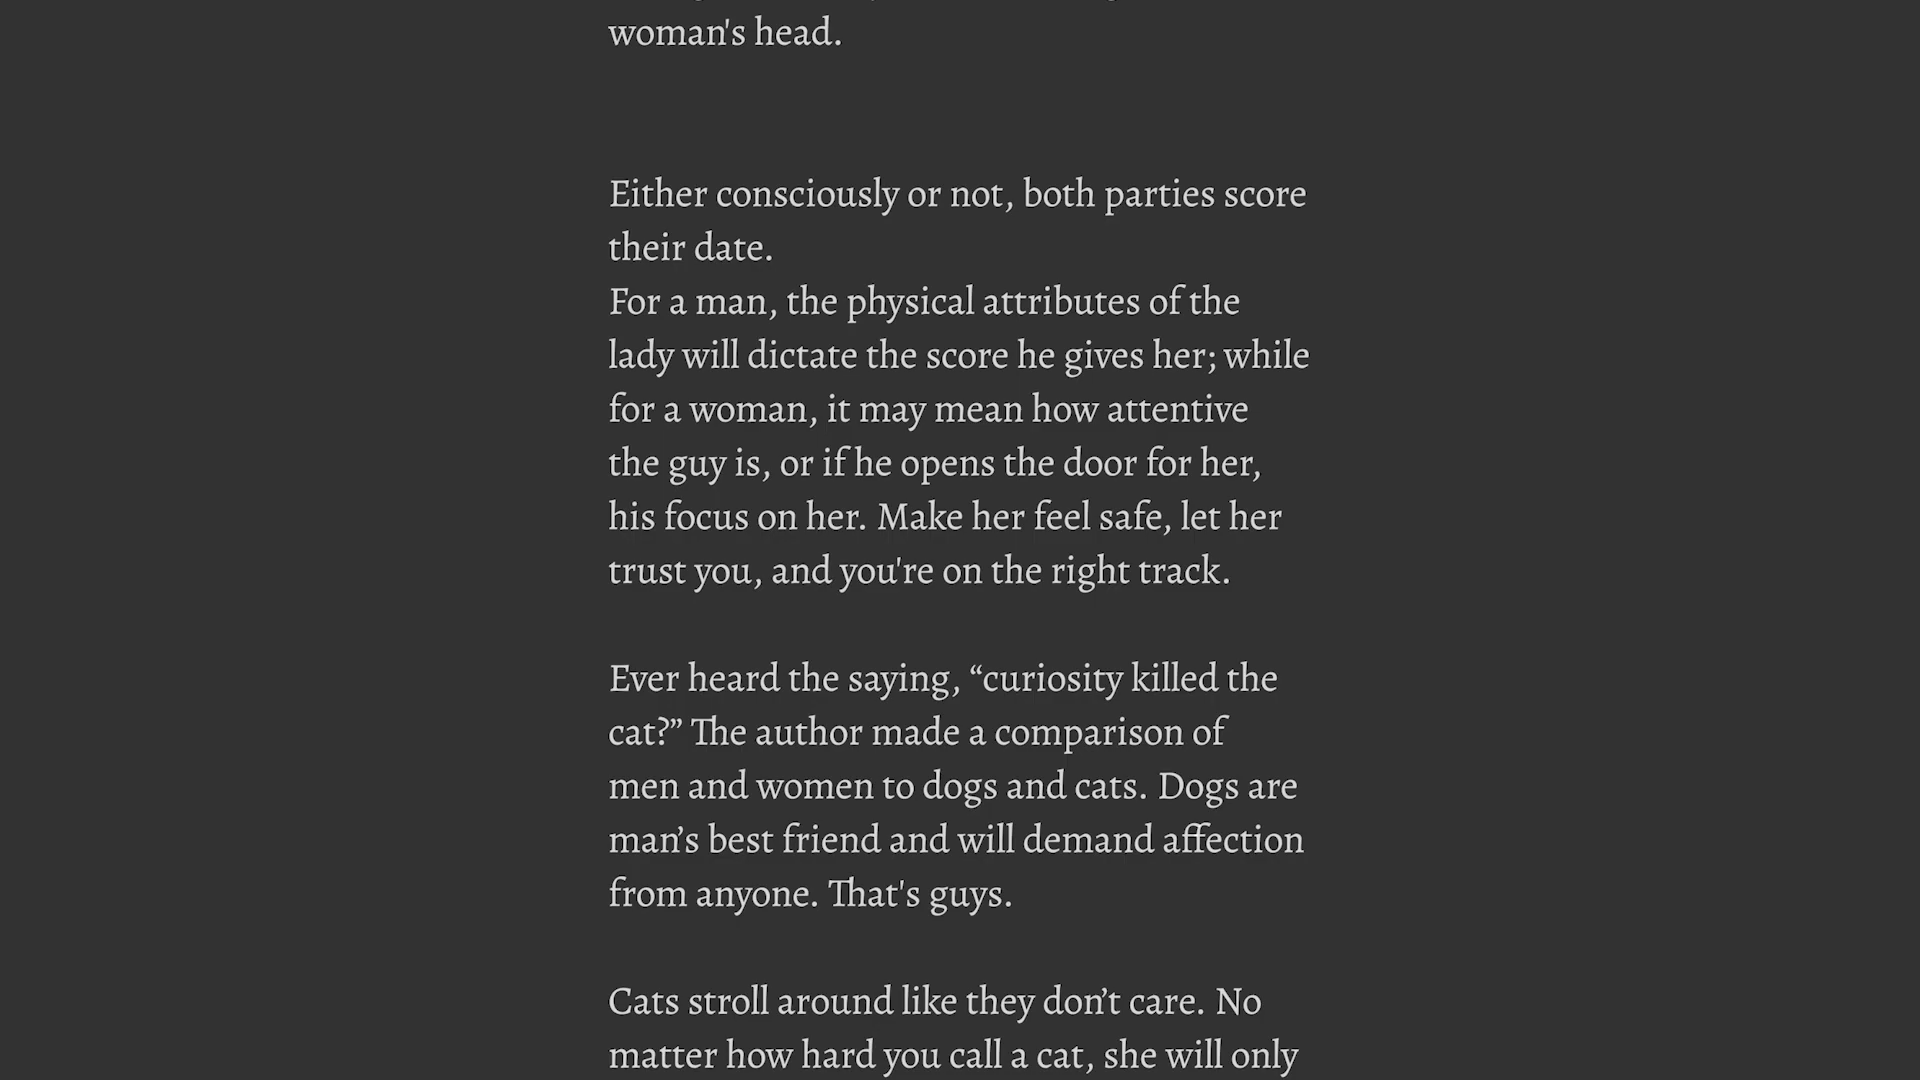 woman's head.
Either consciously or not, both parties score
their date.
For a man, the physical attributes of the
lady will dictate the score he gives her; while
for a woman, it may mean how attentive
the guy is, or if he opens the door for her,
his focus on her. Make her feel safe, let her
trust you, and you're on the right track.
Ever heard the saying, “curiosity killed the
cat?” The author made a comparison of
men and women to dogs and cats. Dogs are
man’s best friend and will demand affection
from anyone. That's guys.
Cats stroll around like they don’t care. No
matter how hard you call a cat, she will only